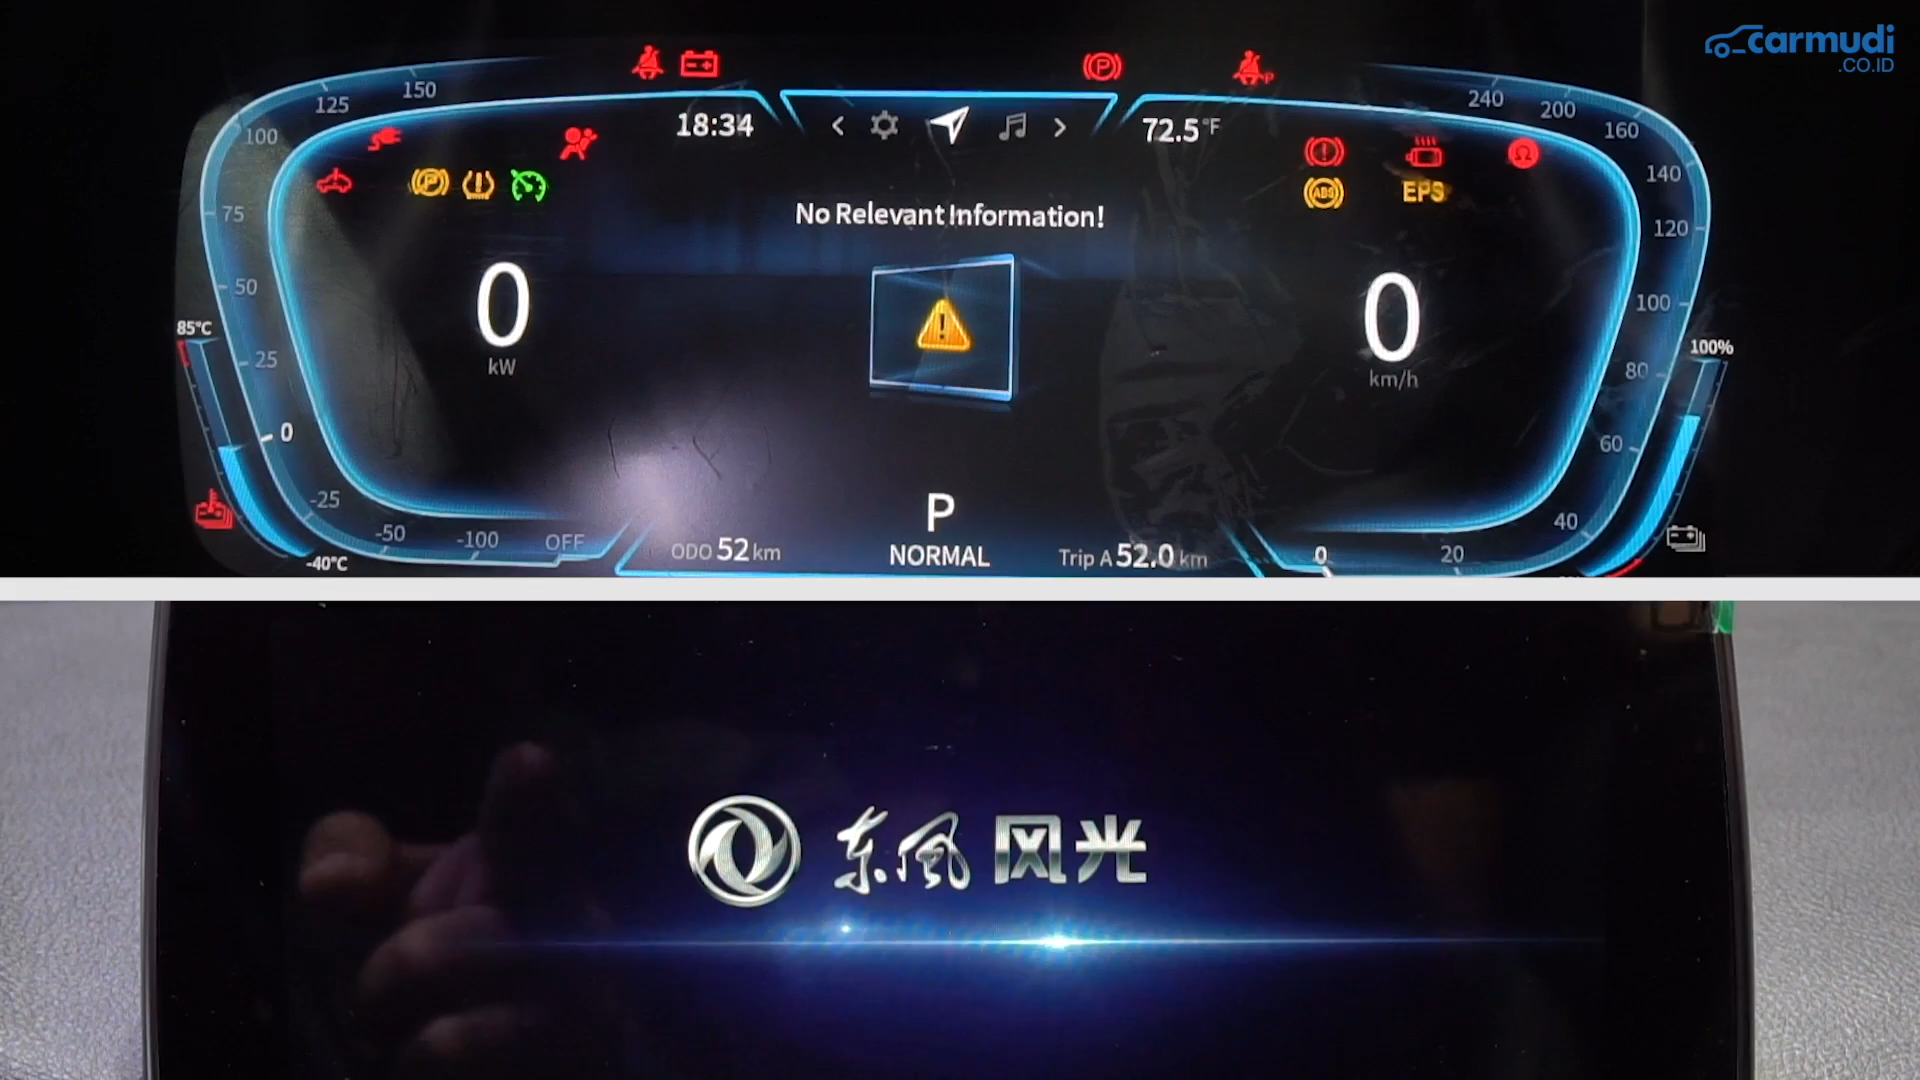 carmudi
.CO.ID
125
150
100
75
50
25
0
-25
-50
-100
OFF
85°C
-40°C
18:34
72.5°F
No Relevant Information!
0
kW
P
NORMAL
ODO 52 km
Trip A 52.0 km
P
P
P
ABS
EPS
0
km/h
240
200
160
140
120
100
80
60
40
20
0
100%
东风 风光